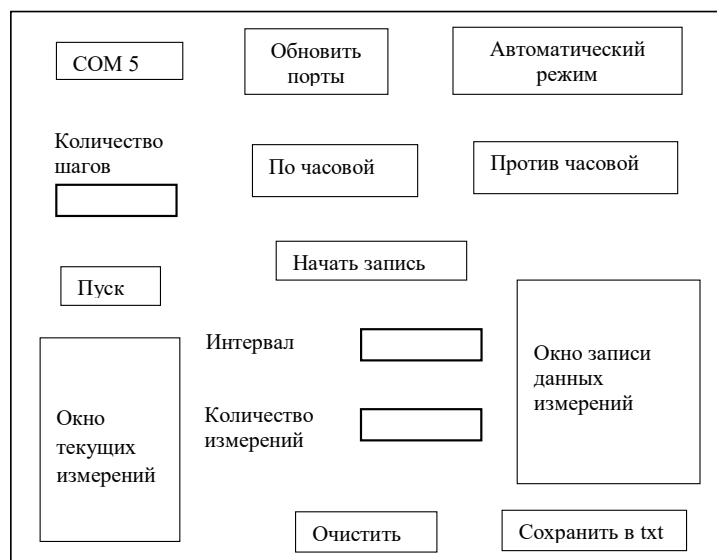 COM 5
Обновить
порты
Автоматический
режим
Количество
шагов
По часовой
Против часовой
Начать запись
Пуск
Интервал
Окно записи
данных
измерений
Количество
измерений
Окно
текущих
измерений
Очистить
Сохранить в txt